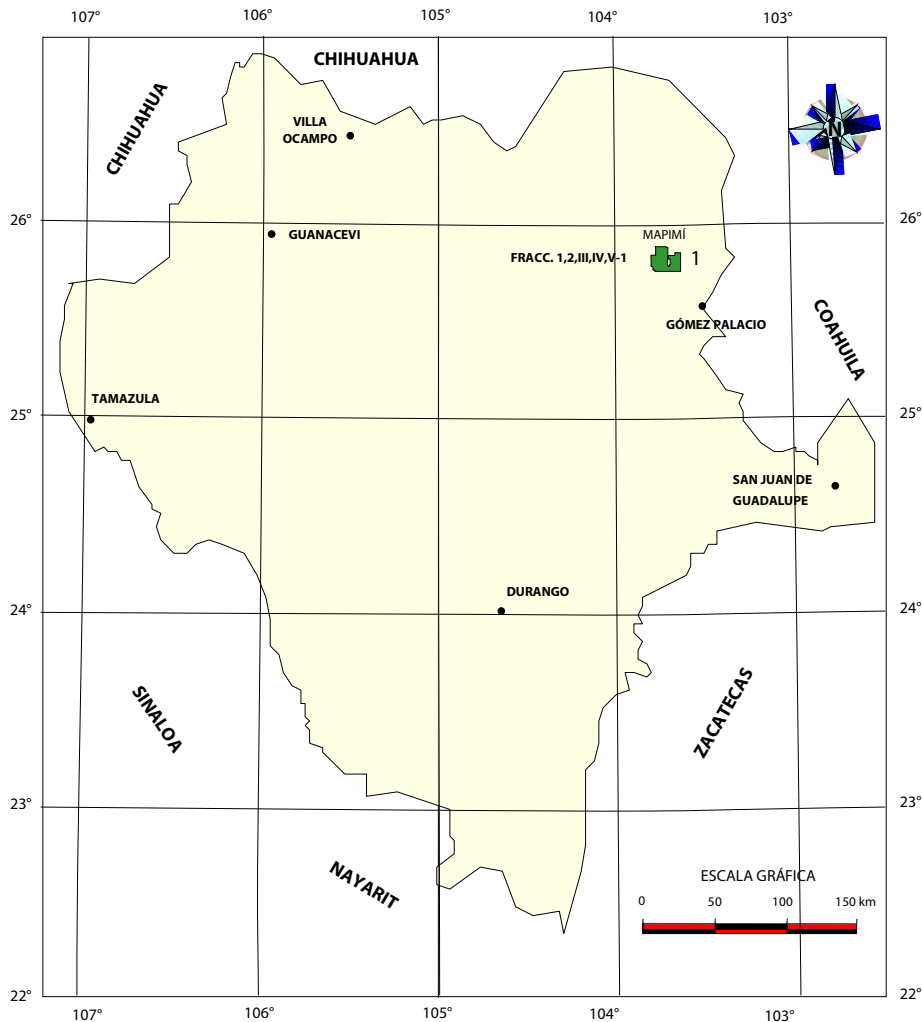 107°
106°
105°
104°
103°
CHIHUAHUA
CHIHUAHUA
VILLA
OCAMPO
N
26°
26°
GUANACEVI
MAPIMÍ
FRACC. 1,2,III,IV,V-1
1
GÓMEZ PALACIO
COAHUILA
TAMAZULA
25°
25°
SAN JUAN DE
GUADALUPE
DURANGO
24°
24°
SINALOA
ZACATECAS
23°
23°
NAYARIT
ESCALA GRÁFICA
0
50
100
150 km
22°
22°
107°
106°
105°
104°
103°